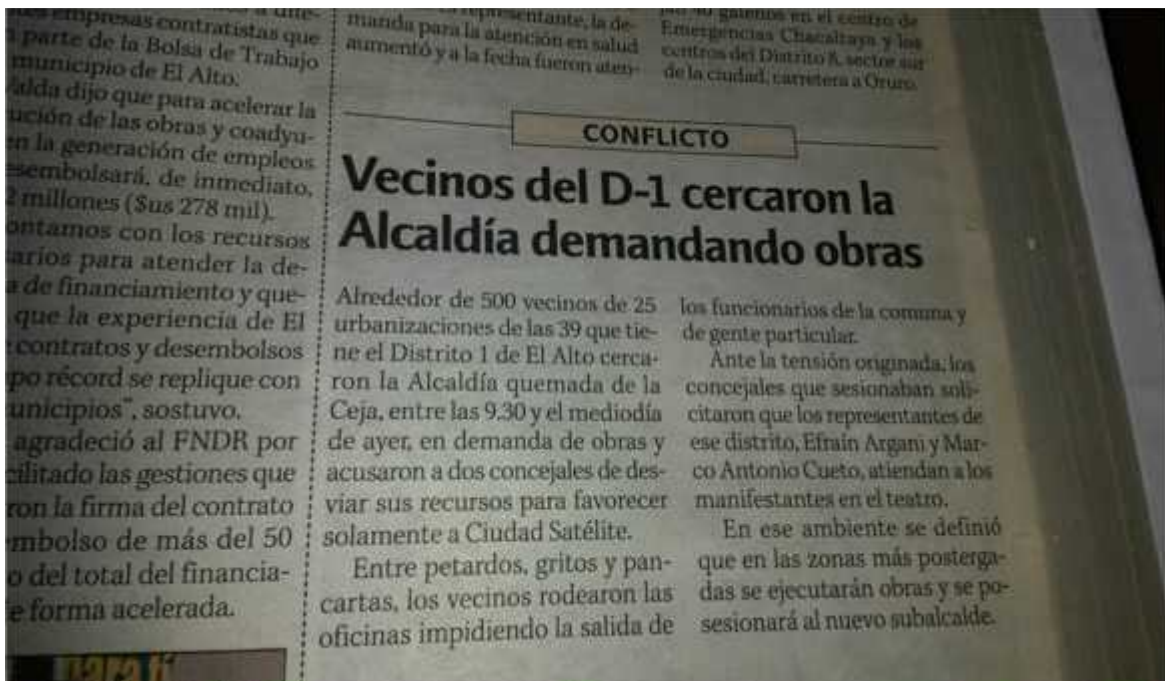 empresas contratistas que
parte de la Bolsa de Trabajo
municipio de El Alto.
dijo que para acelerar la
de las obras y coadyu-
en la generación de empleos
de inmediato,
millones ($us 278 mil).
con los recursos
para atender la de-
de financiamiento y que-
que la experiencia de El
contratos y desembolsos
récord se replique con
sostuvo.
agradeció al FNDR por
las gestiones que
la firma del contrato
de más del 50
del total del financia-
forma acelerada.
para ti
representante, la de-
manda para la atención en salud
aumentó y a la fecha fueron aten-
galenos en el centro de
Emergencias Chacaltaya y los
centros del Distrito 8, sector sur
de la ciudad, carretera a Oruro.
CONFLICTO
Vecinos del D-1 cercaron la
Alcaldía demandando obras
Alrededor de 500 vecinos de 25
urbanizaciones de las 39 que tie-
ne el Distrito 1 de El Alto cerca-
ron la Alcaldía quemada de la
Ceja, entre las 9.30 y el mediodía
de ayer, en demanda de obras y
acusaron a dos concejales de des-
viar sus recursos para favorecer
solamente a Ciudad Satélite.
Entre petardos, gritos y pan-
cartas, los vecinos rodearon las
oficinas impidiendo la salida de
los funcionarios de la comuna y
de gente particular.
Ante la tensión originada, los
concejales que sesionaban soli-
citaron que los representantes de
ese distrito, Efraín Argani y Mar-
co Antonio Cueto, atiendan a los
manifestantes en el teatro.
En ese ambiente se definió
que en las zonas más posterga-
das se ejecutarán obras y se po-
sesionará al nuevo subalcalde.